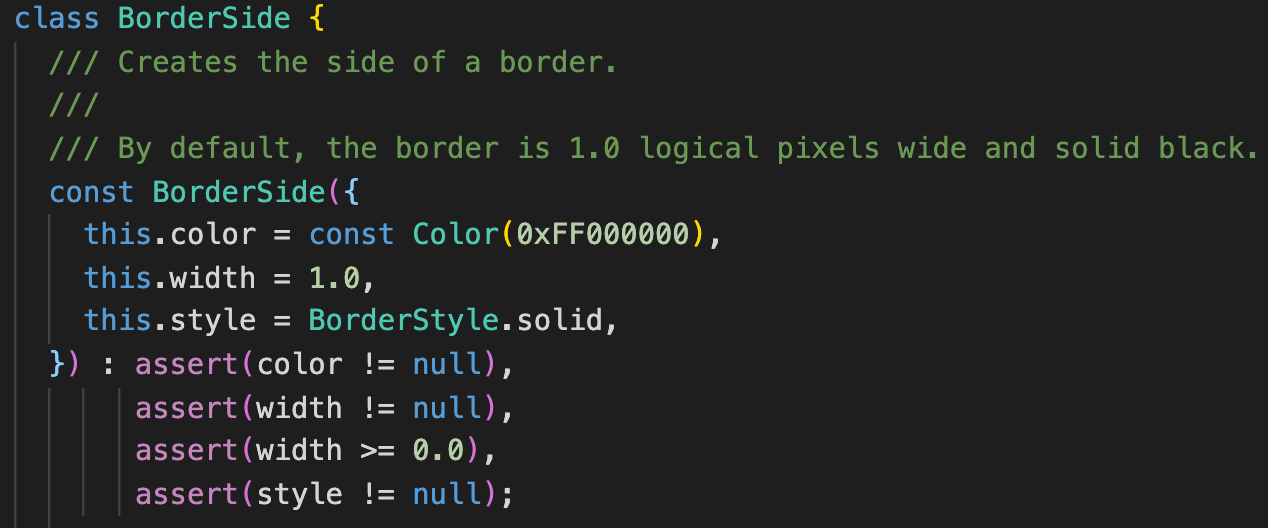 class BorderSide {
/// Creates the side of a border.
///
/// By default, the border is 1.0 logical pixels wide and solid black.
const BorderSide({
this.color = const Color(0xFF000000),
this.width = 1.0,
this.style = BorderStyle.solid,
}) : assert(color != null),
assert(width != null),
assert(width >= 0.0),
assert(style != null);